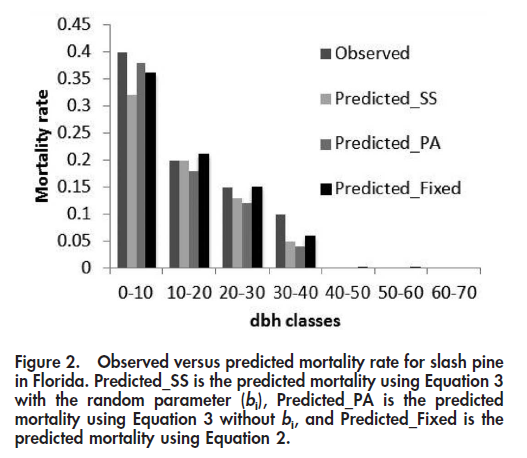 0.45
0.4
0.35
0.3
0.25
0.2
0.15
0.1
0.05
0
Mortality rate
Observed
Predicted_SS
Predicted_PA
Predicted_Fixed
0-10 10-20 20-30 30-40 40-50 50-60 60-70
dbh classes
Figure 2. Observed versus predicted mortality rate for slash pine
in Florida. Predicted_SS is the predicted mortality using Equation 3
with the random parameter (bi), Predicted_PA is the predicted
mortality using Equation 3 without bi, and Predicted_Fixed is the
predicted mortality using Equation 2.